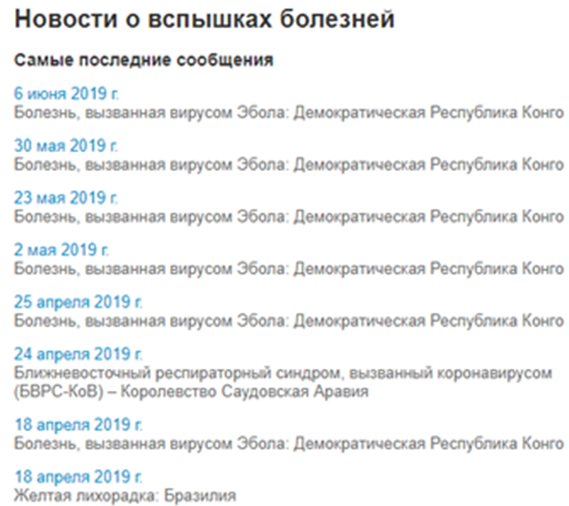 Новости о вспышках болезней
Самые последние сообщения
6 июня 2019 г.
Болезнь, вызванная вирусом Эбола: Демократическая Республика Конго
30 мая 2019 г.
Болезнь, вызванная вирусом Эбола: Демократическая Республика Конго
23 мая 2019 г.
Болезнь, вызванная вирусом Эбола: Демократическая Республика Конго
2 мая 2019 г.
Болезнь, вызванная вирусом Эбола: Демократическая Республика Конго
25 апреля 2019 г.
Болезнь, вызванная вирусом Эбола: Демократическая Республика Конго
24 апреля 2019 г.
Ближневосточный респираторный синдром, вызванный коронавирусом
(БВРС-КоВ) – Королевство Саудовская Аравия
18 апреля 2019 г.
Болезнь, вызванная вирусом Эбола: Демократическая Республика Конго
18 апреля 2019 г.
Желтая лихорадка: Бразилия